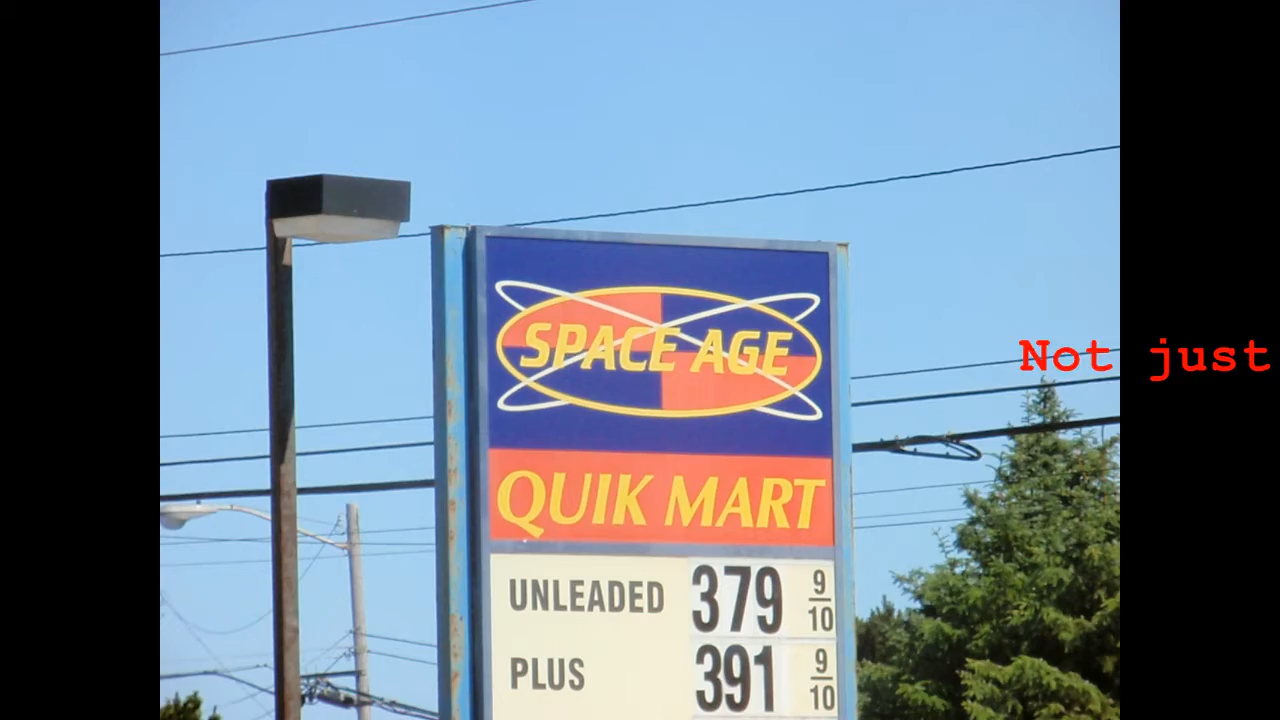 SPACE AGE
QUIK MART
UNLEADED 379 9/10
PLUS 391 9/10
Not just